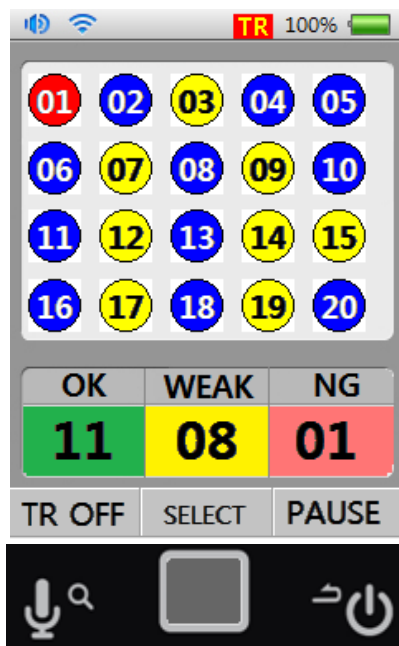 TR 100%
01 02 03 04 05
06 07 08 09 10
11 12 13 14 15
16 17 18 19 20
OK WEAK NG
11 08 01
TR OFF SELECT PAUSE